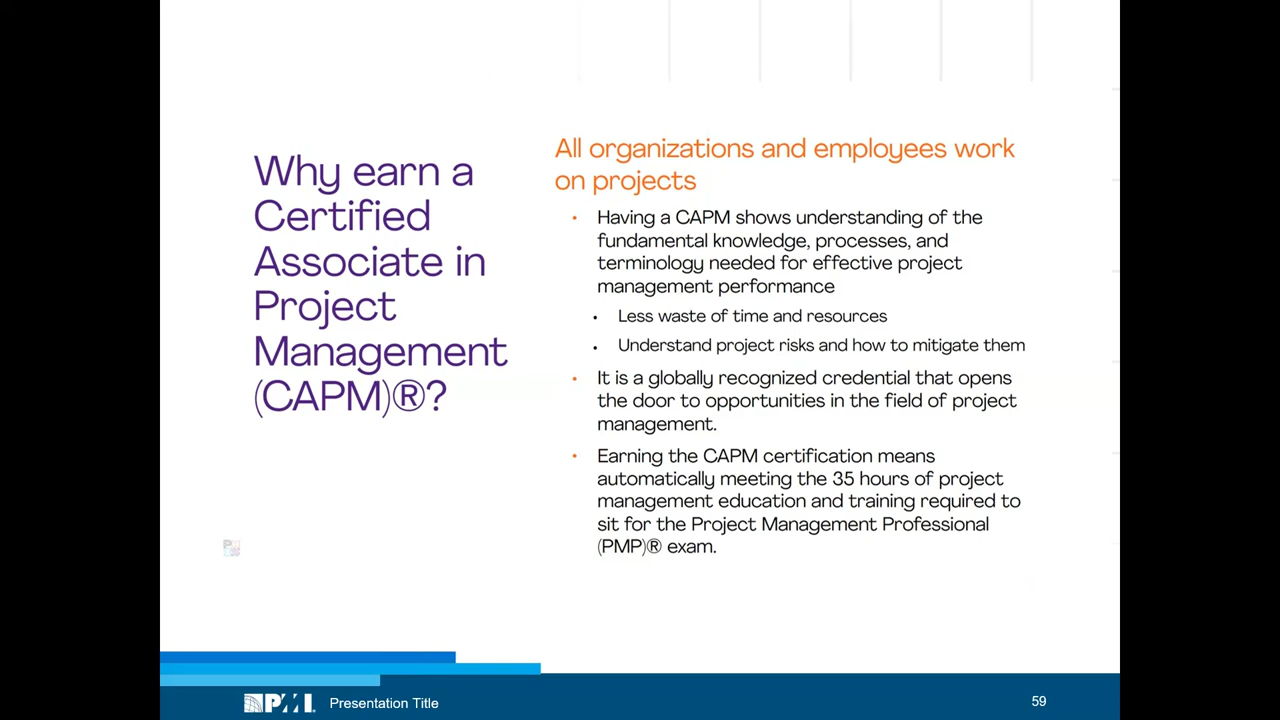 Why earn a
Certified
Associate in
Project
Management
(CAPM)®?
All organizations and employees work
on projects
• Having a CAPM shows understanding of the
fundamental knowledge, processes, and
terminology needed for effective project
management performance
• Less waste of time and resources
• Understand project risks and how to mitigate them
• It is a globally recognized credential that opens
the door to opportunities in the field of project
management.
• Earning the CAPM certification means
automatically meeting the 35 hours of project
management education and training required to
sit for the Project Management Professional
(PMP)® exam.
PMI
Presentation Title
59